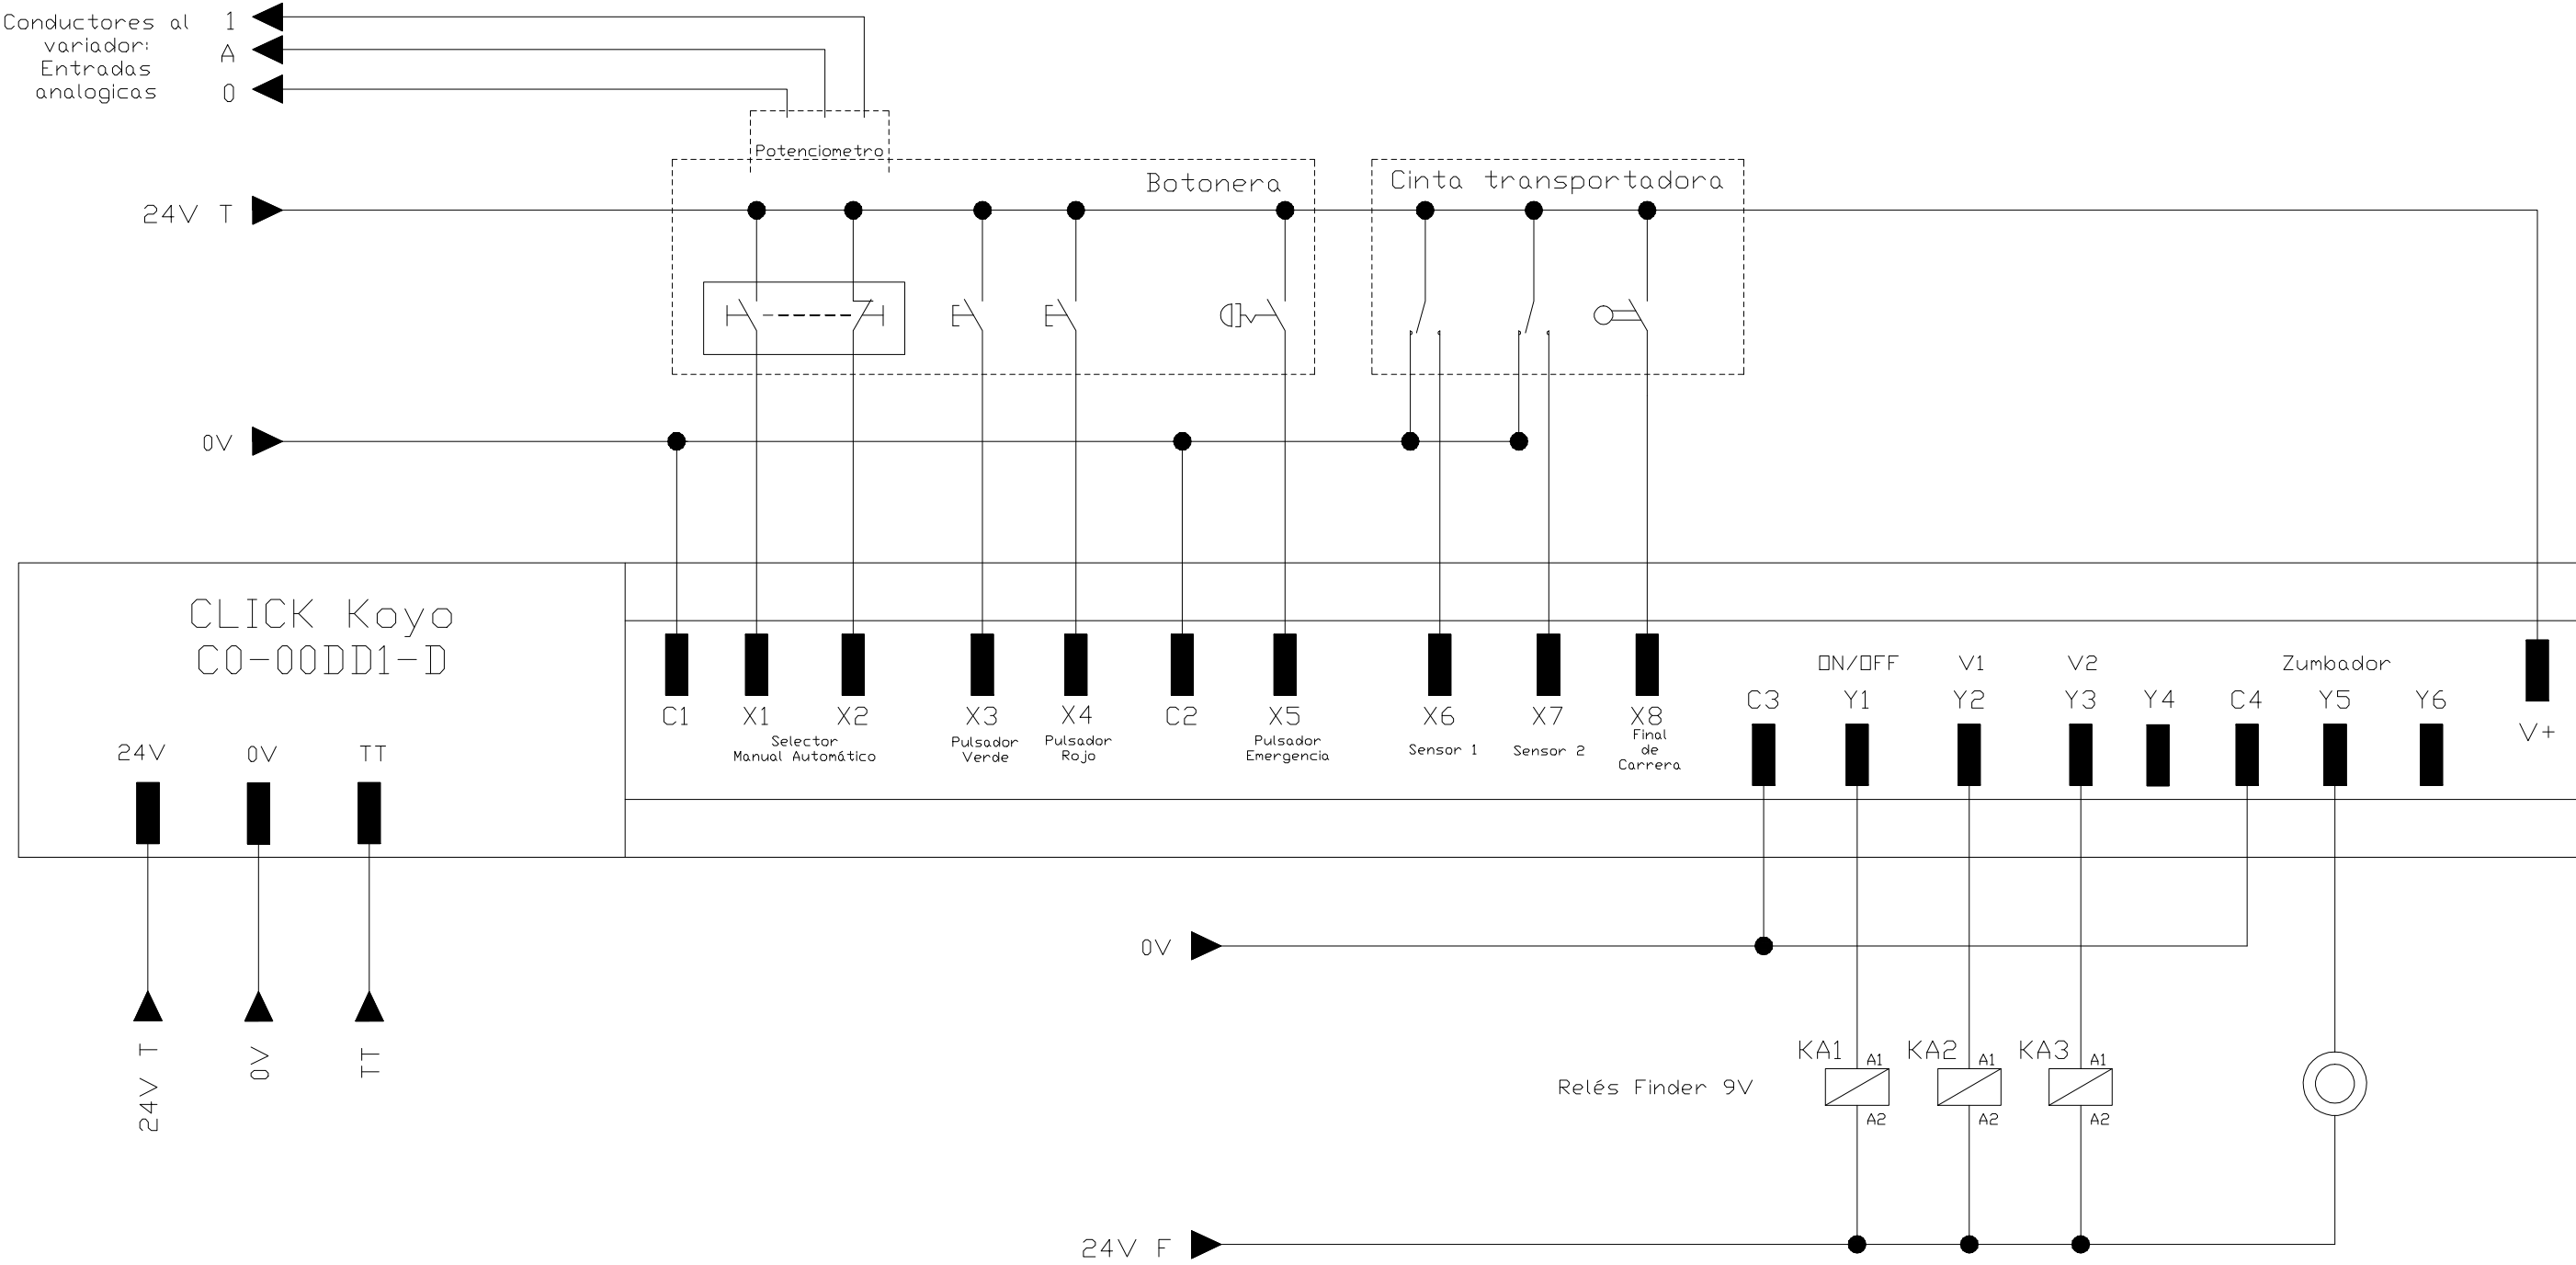 Conductores al
variador:
Entradas
analogicas
1
A
0
Potenciometro
Botonera
Cinta transportadora
24V T
0V
CLICK Koyo
C0-00DD1-D
24V
0V
TT
C1
X1
X2
Selector
Manual Automático
X3
Pulsador
Verde
X4
Pulsador
Rojo
C2
X5
Pulsador
Emergencia
X6
Sensor 1
X7
Sensor 2
X8
Final
de
Carrera
C3
ON/OFF
Y1
V1
Y2
V2
Y3
Y4
C4
Zumbador
Y5
Y6
V+
24V T
0V
TT
0V
Relés Finder 9V
KA1
A1
A2
KA2
A1
A2
KA3
A1
A2
24V F